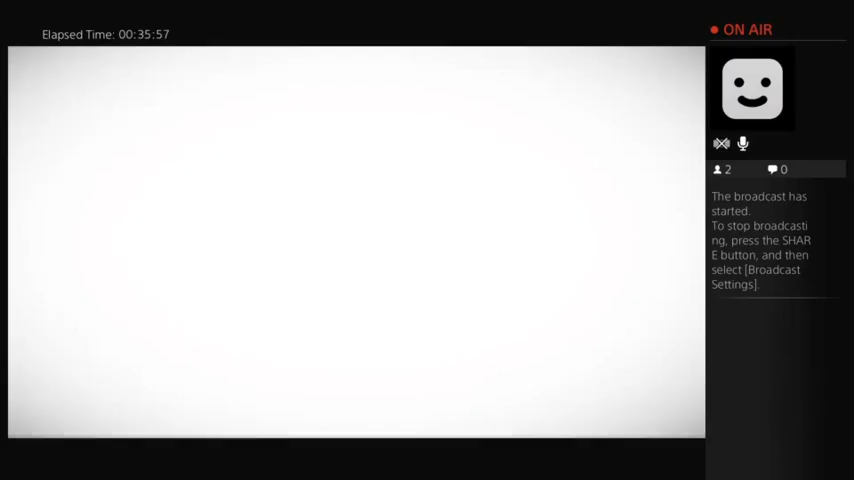 Elapsed Time: 00:35:57
ON AIR
2 0
The broadcast has
started.
To stop broadcasti
ng, press the SHAR
E button, and then
select [Broadcast
Settings].